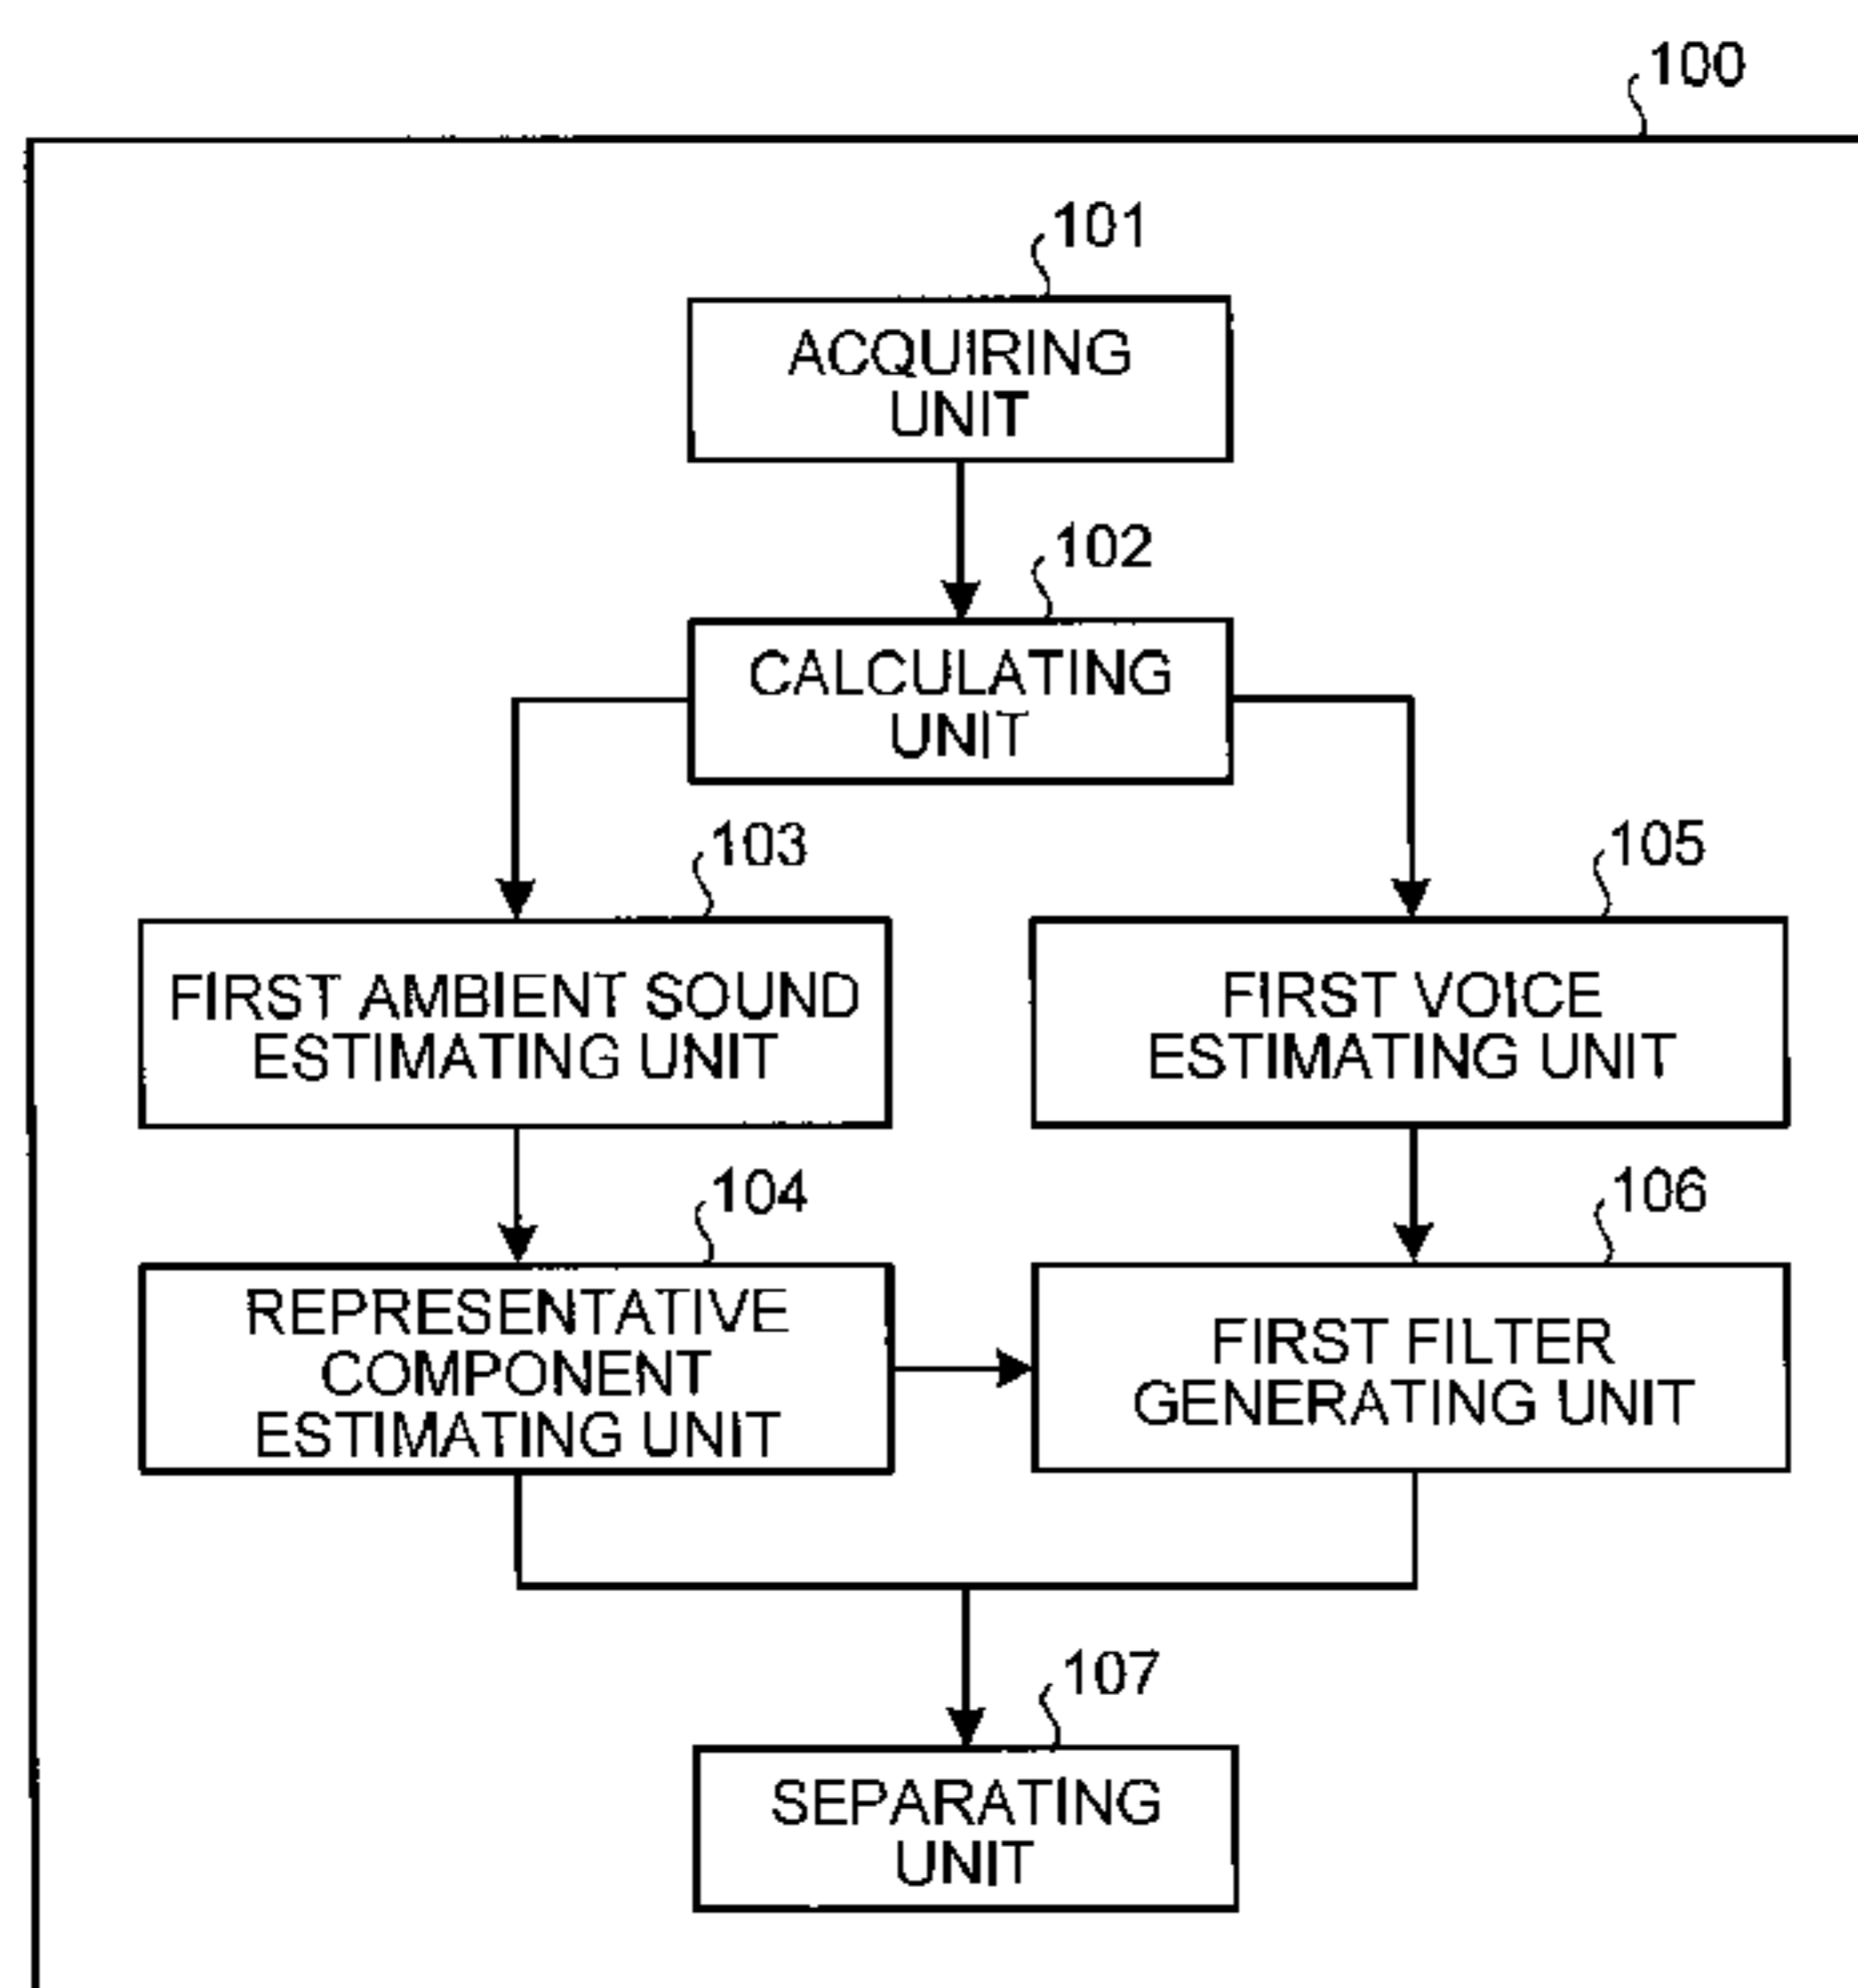 100
101
ACQUIRING
UNIT
102
CALCULATING
UNIT
103
105
FIRST AMBIENT SOUND
ESTIMATING UNIT
FIRST VOICE
ESTIMATING UNIT
104
106
REPRESENTATIVE
COMPONENT
ESTIMATING UNIT
FIRST FILTER
GENERATING UNIT
107
SEPARATING
UNIT